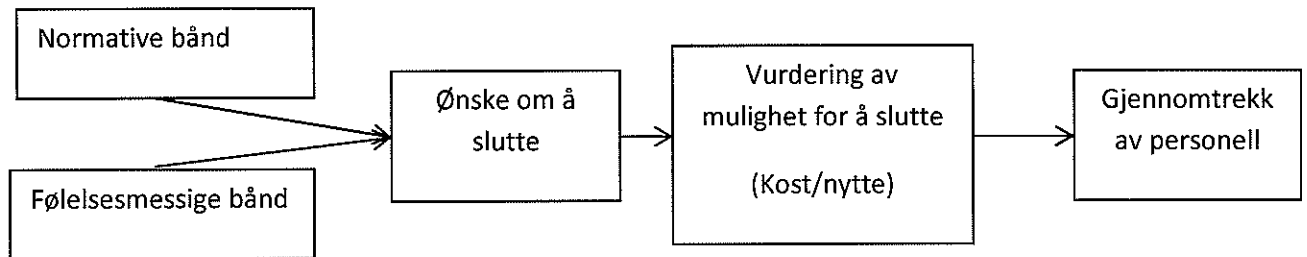 Normative bånd
Følelsesmessige bånd
Ønske om å
slutte
Vurdering av
mulighet for å slutte
(Kost/nytte)
Gjennomtrekk
av personell